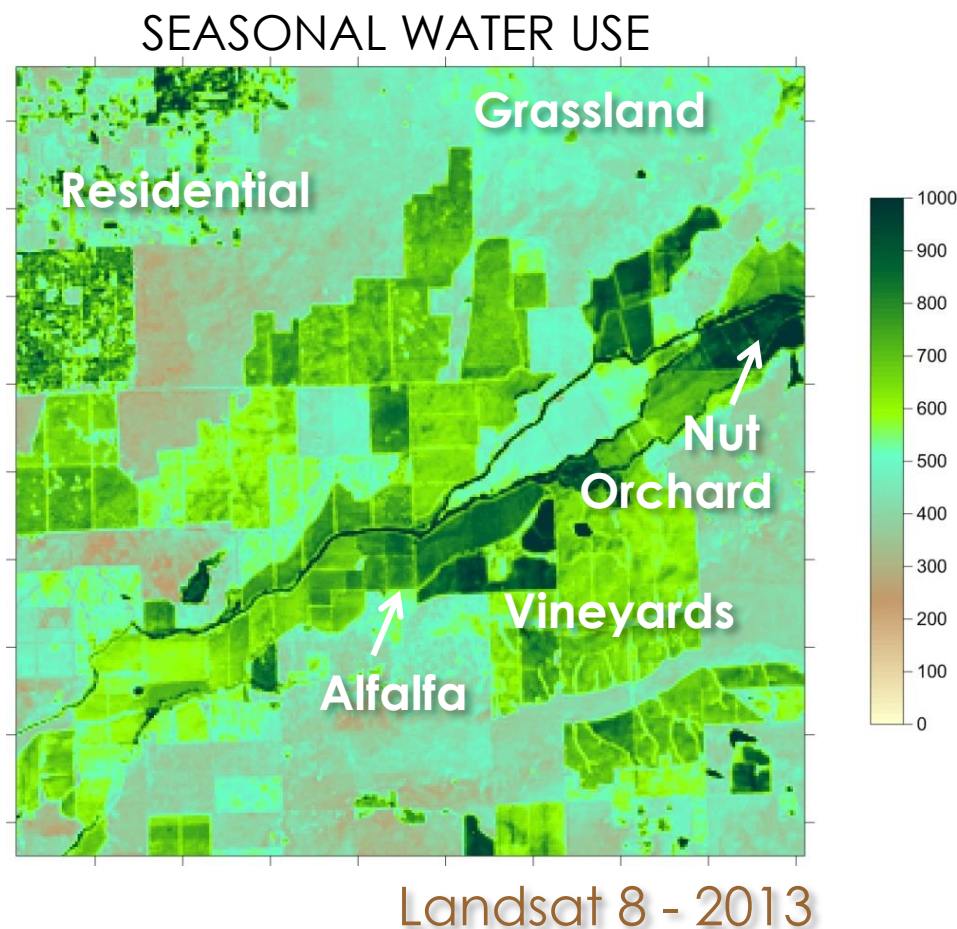 SEASONAL WATER USE
Grassland
Residential
Nut
Orchard
Vineyards
Alfalfa
1000
900
800
700
600
500
400
300
200
100
0
Landsat 8 - 2013